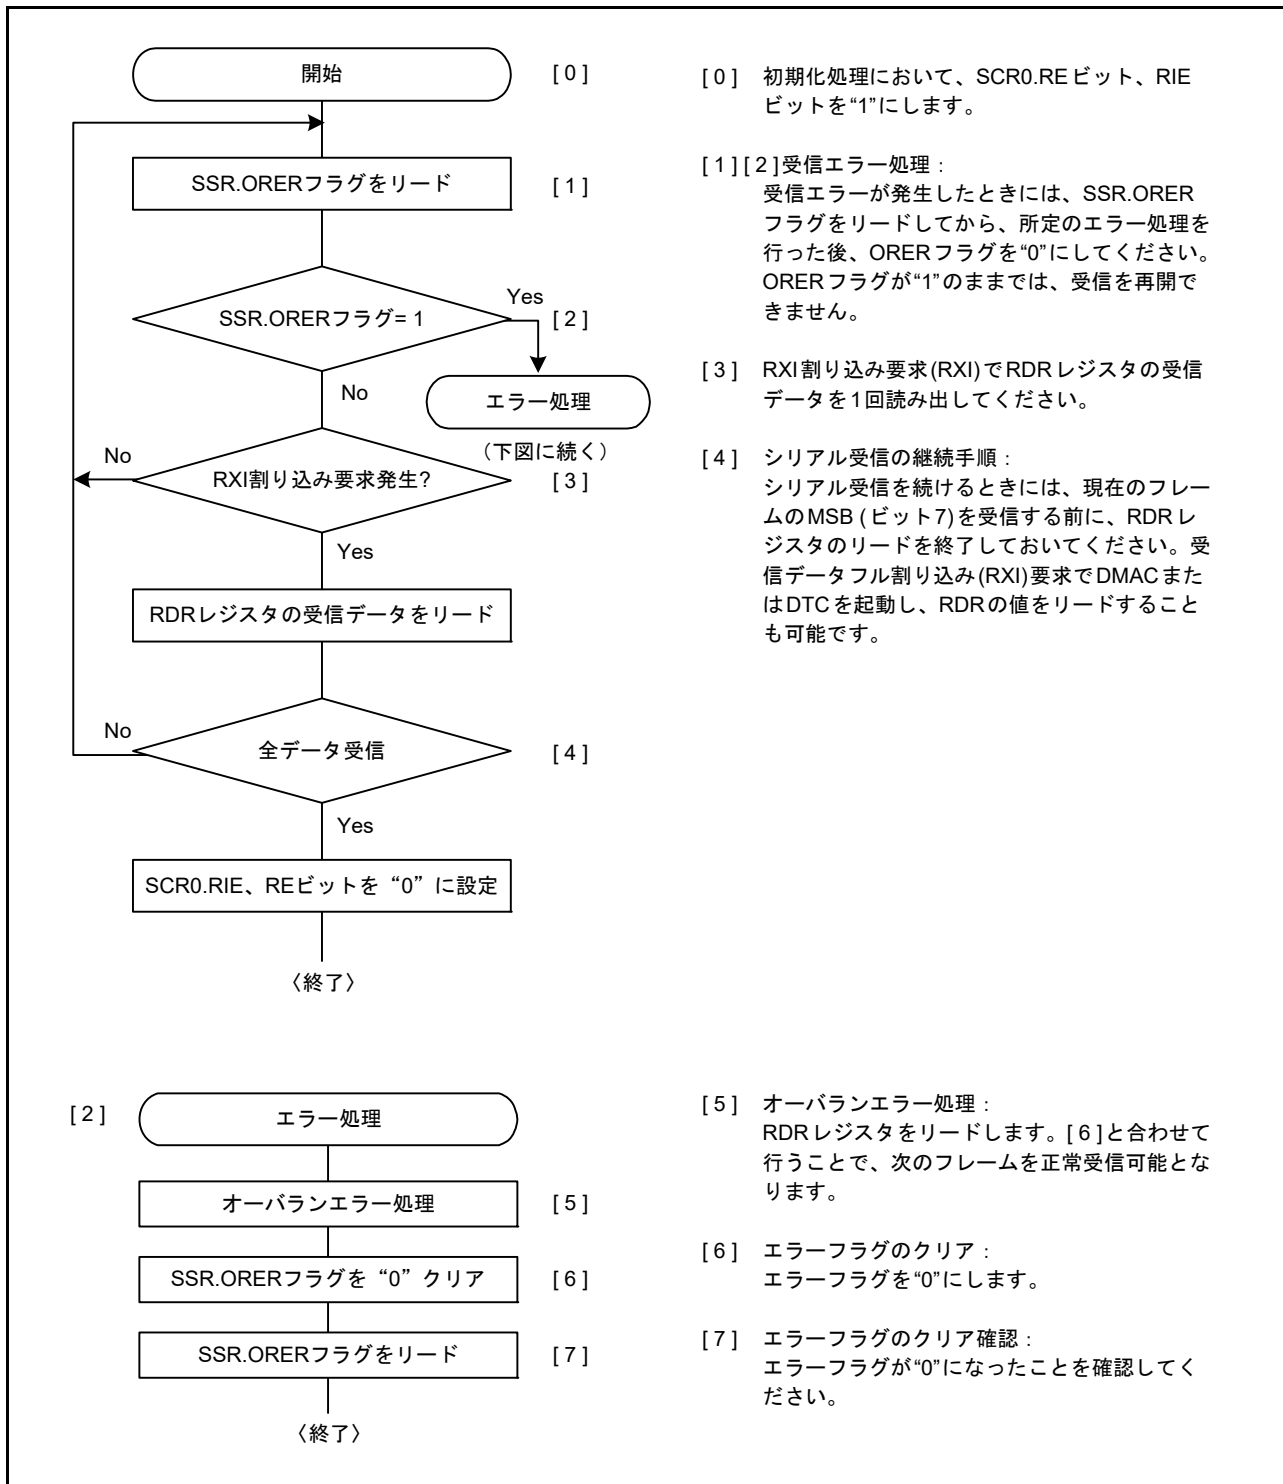 開始
[ 0 ]
SSR.ORERフラグをリード
[ 1 ]
SSR.ORERフラグ= 1
Yes
[ 2 ]
No
エラー処理
（下図に続く）
No
RXI割り込み要求発生?
[ 3 ]
Yes
RDRレジスタの受信データをリード
No
全データ受信
[ 4 ]
Yes
SCR0.RIE、REビットを“0”に設定
〈終了〉
[ 0 ] 初期化処理において、SCR0.REビット、RIE
ビットを“1”にします。
[ 1 ][ 2 ]受信エラー処理：
受信エラーが発生したときには、SSR.ORER
フラグをリードしてから、所定のエラー処理を
行った後、ORERフラグを“0”にしてください。
ORERフラグが“1”のままでは、受信を再開で
きません。
[ 3 ] RXI割り込み要求(RXI)でRDRレジスタの受信
データを1回読み出してください。
[ 4 ] シリアル受信の継続手順：
シリアル受信を続けるときには、現在のフレー
ムのMSB (ビット7)を受信する前に、RDRレ
ジスタのリードを終了しておいてください。受
信データフル割り込み(RXI)要求でDMACまた
はDTCを起動し、RDRの値をリードすること
も可能です。
[ 2 ]
エラー処理
オーバランエラー処理
[ 5 ]
SSR.ORERフラグを“0”クリア
[ 6 ]
SSR.ORERフラグをリード
[ 7 ]
〈終了〉
[ 5 ] オーバランエラー処理：
RDRレジスタをリードします。[ 6 ]と合わせて
行うことで、次のフレームを正常受信可能とな
ります。
[ 6 ] エラーフラグのクリア：
エラーフラグを“0”にします。
[ 7 ] エラーフラグのクリア確認：
エラーフラグが“0”になったことを確認してく
ださい。